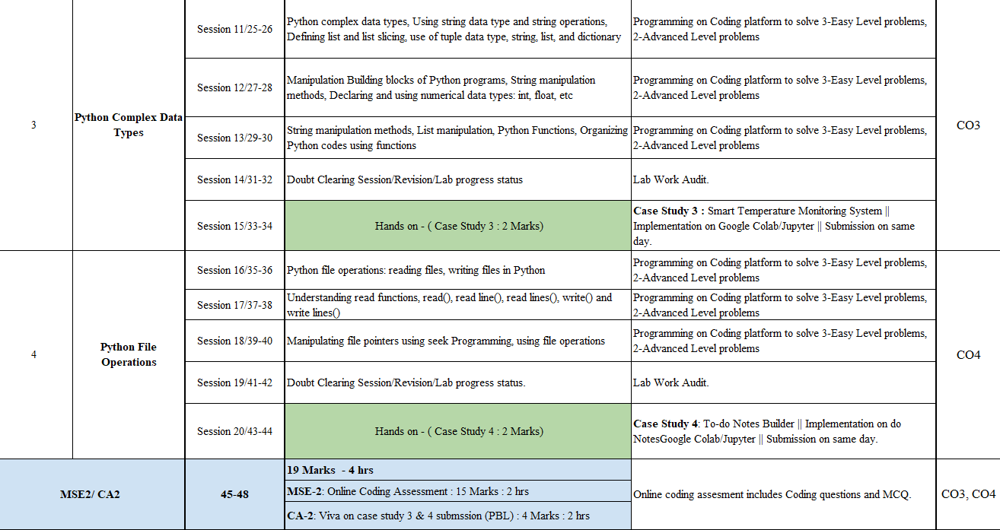 3
Python Complex Data
Types
Session 11/25-26
Python complex data types, Using string data type and string operations,
Defining list and list slicing, use of tuple data type, string, list, and dictionary
Programming on Coding platform to solve 3-Easy Level problems,
2-Advanced Level problems
Session 12/27-28
Manipulation Building blocks of Python programs, String manipulation
methods, Declaring and using numerical data types: int, float, etc
Programming on Coding platform to solve 3-Easy Level problems,
2-Advanced Level problems
Session 13/29-30
String manipulation methods, List manipulation, Python Functions, Organizing
Python codes using functions
Programming on Coding platform to solve 3-Easy Level problems,
2-Advanced Level problems
Session 14/31-32
Doubt Clearing Session/Revision/Lab progress status
Lab Work Audit.
Session 15/33-34
Hands on - ( Case Study 3 : 2 Marks)
Case Study 3 : Smart Temperature Monitoring System ||
Implementation on Google Colab/Jupyter || Submission on same
day.
CO3
4
Python File
Operations
Session 16/35-36
Python file operations: reading files, writing files in Python
Programming on Coding platform to solve 3-Easy Level problems,
2-Advanced Level problems
Session 17/37-38
Understanding read functions, read(), read line(), read lines(), write() and
write lines()
Programming on Coding platform to solve 3-Easy Level problems,
2-Advanced Level problems
Session 18/39-40
Manipulating file pointers using seek Programming, using file operations
Programming on Coding platform to solve 3-Easy Level problems,
2-Advanced Level problems
Session 19/41-42
Doubt Clearing Session/Revision/Lab progress status.
Lab Work Audit.
Session 20/43-44
Hands on - ( Case Study 4 : 2 Marks)
Case Study 4: To-do Notes Builder || Implementation on do
NotesGoogle Colab/Jupyter || Submission on same day.
CO4
MSE2/ CA2
45-48
19 Marks - 4 hrs
MSE-2: Online Coding Assessment : 15 Marks : 2 hrs
CA-2: Viva on case study 3 & 4 submssion (PBL) : 4 Marks : 2 hrs
Online coding assesment includes Coding questions and MCQ.
CO3, CO4